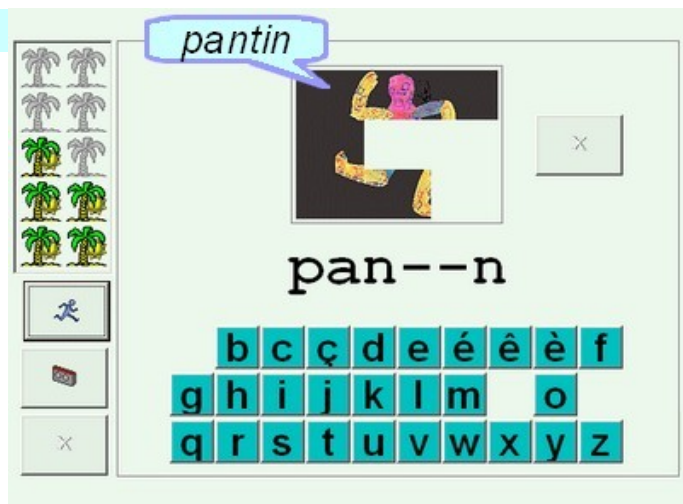 pantin
pan--n
b c ç d e é ê è f
g h i j k l m o
q r s t u v w x y z